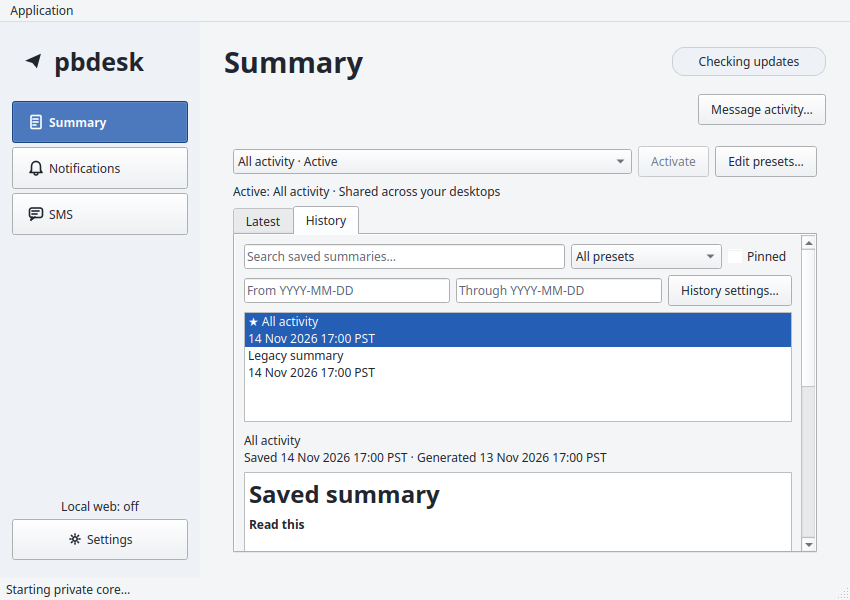 Application
pbdesk
Summary
Checking updates
Message activity...
Summary
Notifications
SMS
All activity · Active
Activate
Edit presets...
Active: All activity · Shared across your desktops
Latest
History
Search saved summaries...
All presets
Pinned
From YYYY-MM-DD
Through YYYY-MM-DD
History settings...
★ All activity
14 Nov 2026 17:00 PST
Legacy summary
14 Nov 2026 17:00 PST
All activity
Saved 14 Nov 2026 17:00 PST · Generated 13 Nov 2026 17:00 PST
Saved summary
Read this
Local web: off
Settings
Starting private core...